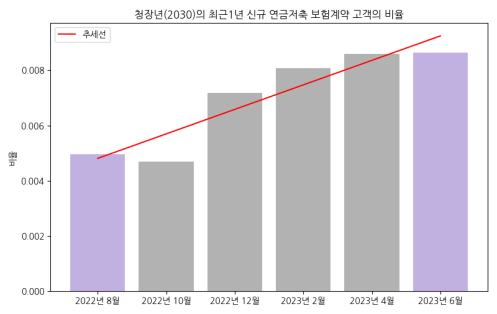 청장년(2030)의 최근1년 신규 연금저축 보험계약 고객의 비율
추세선
비율
0.008
0.006
0.004
0.002
0.000
2022년 8월
2022년 10월
2022년 12월
2023년 2월
2023년 4월
2023년 6월